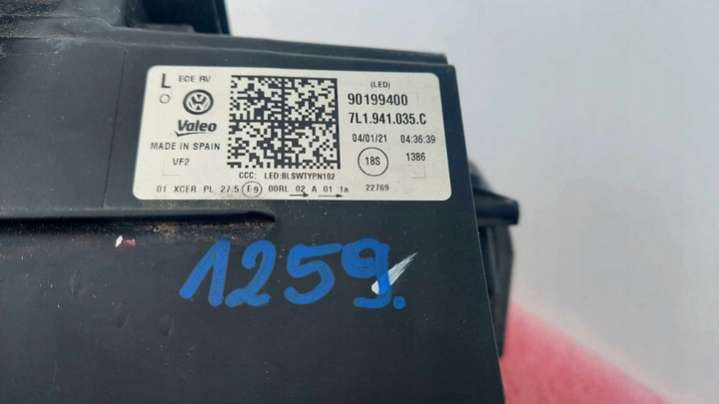 L ECE RV
(LED)
90199400
7L1.941.035.C
Valeo
MADE IN SPAIN
VF2
04/01/21 04:36:39
18S 1386
CCC: LED:BLSWTYPN102
01 XCER PL 27.5 E9 00RL 02 A 01 1a 22769
1259.